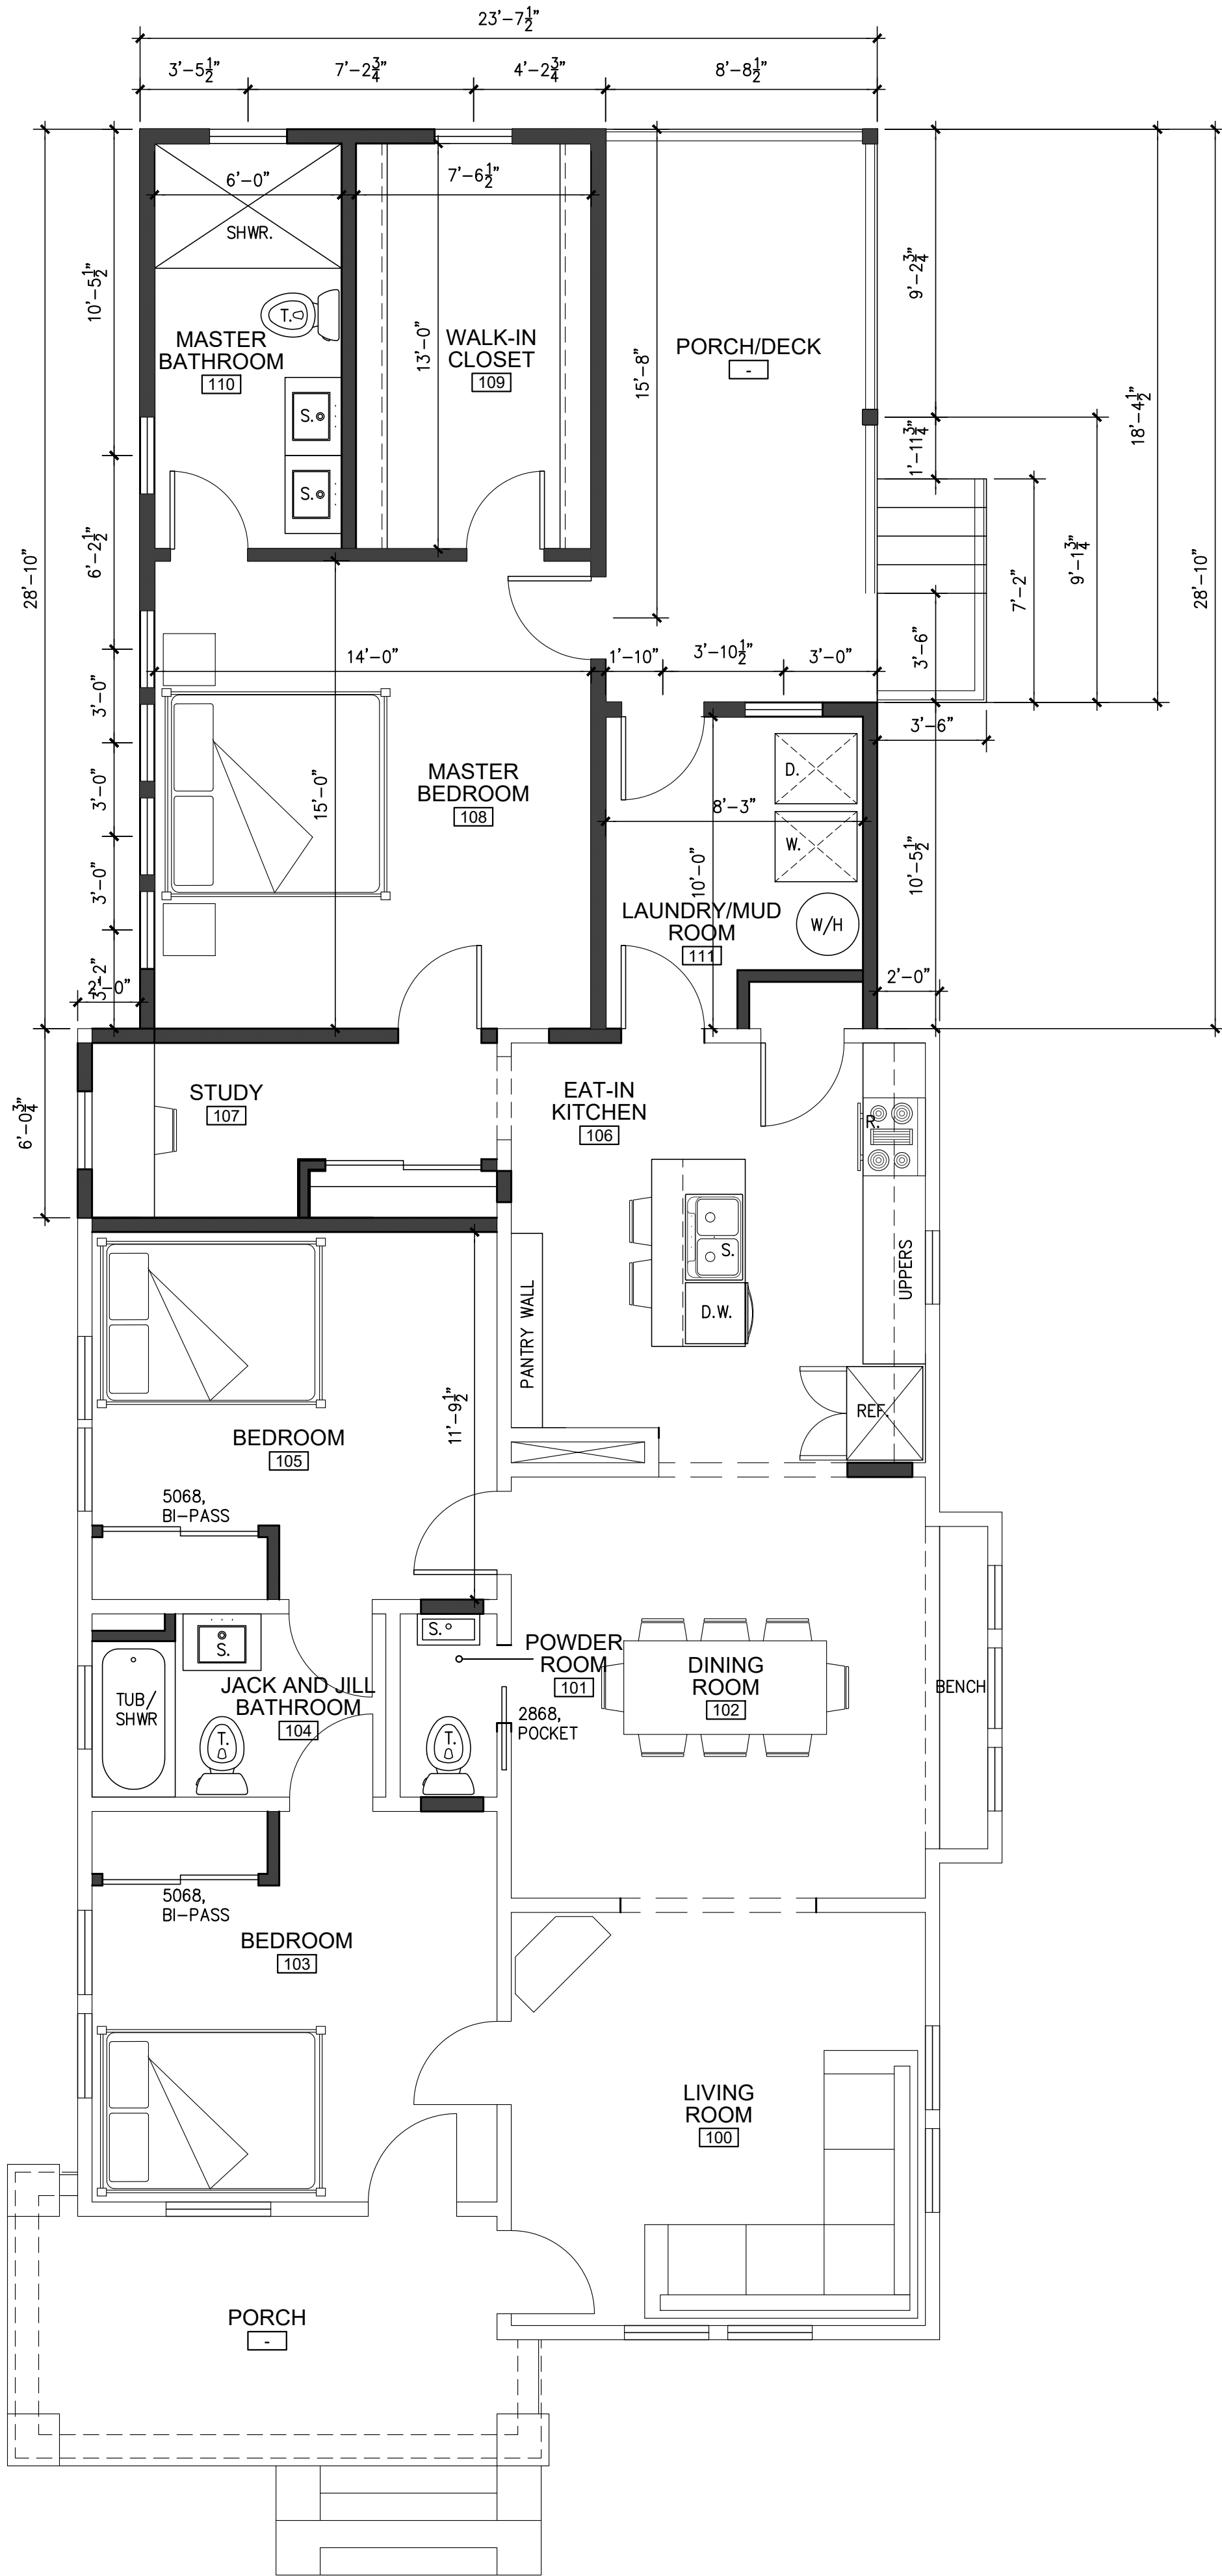 23'-7½"
3'-5½"
7'-2¾"
4'-2¾"
8'-8½"
6'-0"
7'-6½"
SHWR.
10'-5½"
T.
MASTER
BATHROOM
110
13'-0"
WALK-IN
CLOSET
109
15'-8"
PORCH/DECK
-
9'-2¾"
18'-4½"
1'-11¾"
S.
S.
28'-10"
6'-2½"
9'-1¾"
7'-2"
28'-10"
3'-6"
14'-0"
1'-10"
3'-10½"
3'-0"
3'-0"
3'-6"
MASTER
BEDROOM
108
15'-0"
D.
8'-3"
3'-0"
W.
10'-0"
10'-5½"
3'-0"
LAUNDRY/MUD
ROOM
111
W/H
3'-2"
2'-0"
2'-0"
6'-0¾"
STUDY
107
EAT-IN
KITCHEN
106
R.
S.
UPPERS
D.W.
PANTRY WALL
11'-9½"
REF.
BEDROOM
105
5068,
BI-PASS
S.
S.
POWDER
ROOM
101
DINING
ROOM
102
BENCH
TUB/
SHWR
JACK AND JILL
BATHROOM
104
T.
T.
2868,
POCKET
5068,
BI-PASS
BEDROOM
103
LIVING
ROOM
100
PORCH
-